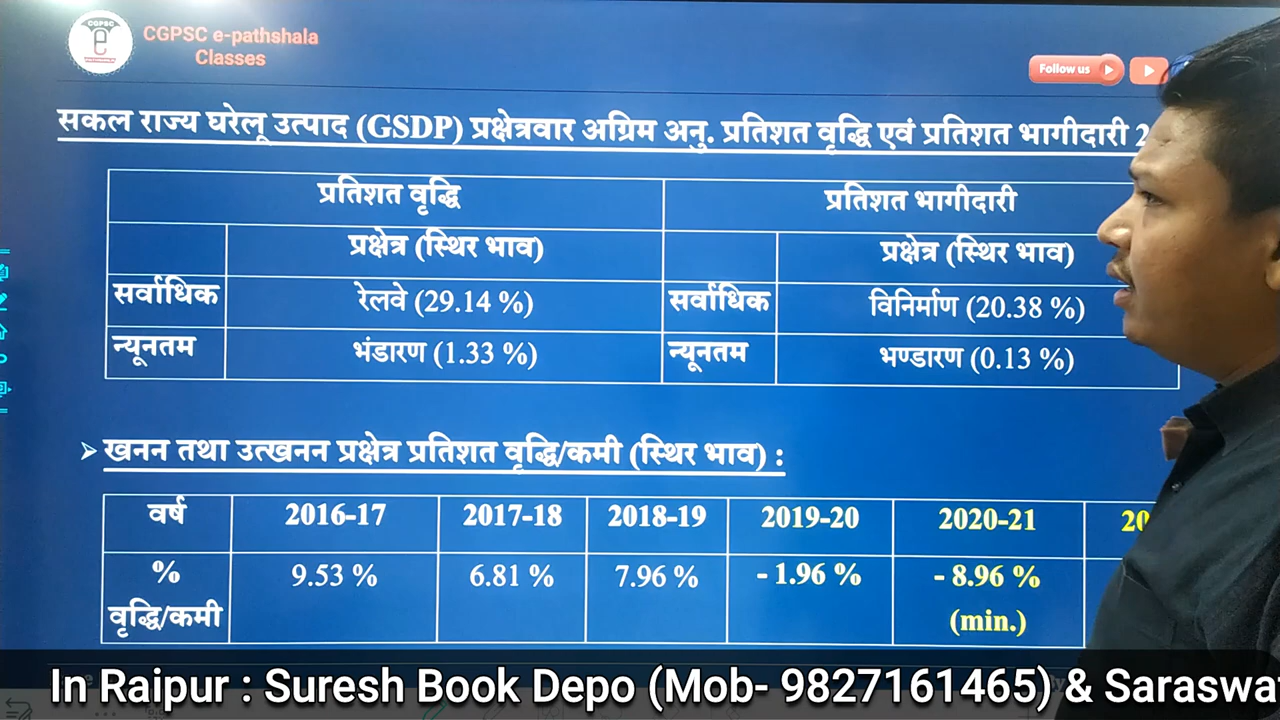 CGPSC
e
CGPSC e-pathshala
Classes
Follow us
सकल राज्य घरेलू उत्पाद (GSDP) प्रक्षेत्रवार अग्रिम अनु. प्रतिशत वृद्धि एवं प्रतिशत भागीदारी 2
प्रतिशत वृद्धि प्रतिशत भागीदारी
प्रक्षेत्र (स्थिर भाव) प्रक्षेत्र (स्थिर भाव)
सर्वाधिक रेलवे (29.14 %) सर्वाधिक विनिर्माण (20.38 %)
न्यूनतम भंडारण (1.33 %) न्यूनतम भण्डारण (0.13 %)
➢ खनन तथा उत्खनन प्रक्षेत्र प्रतिशत वृद्धि/कमी (स्थिर भाव) :
वर्ष 2016-17 2017-18 2018-19 2019-20 2020-21 20
% 9.53 % 6.81 % 7.96 % - 1.96 % - 8.96 %
वृद्धि/कमी (min.)
In Raipur : Suresh Book Depo (Mob- 9827161465) & Saraswat